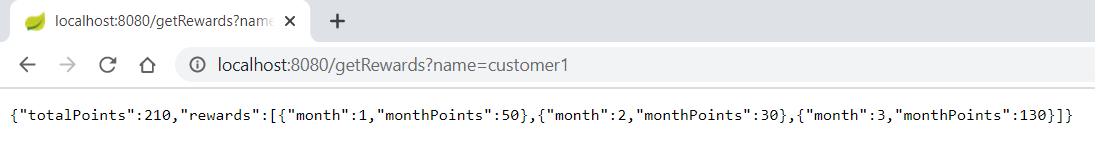 localhost:8080/getRewards?name
localhost:8080/getRewards?name=customer1
{"totalPoints":210,"rewards":[{"month":1,"monthPoints":50},{"month":2,"monthPoints":30},{"month":3,"monthPoints":130}]}